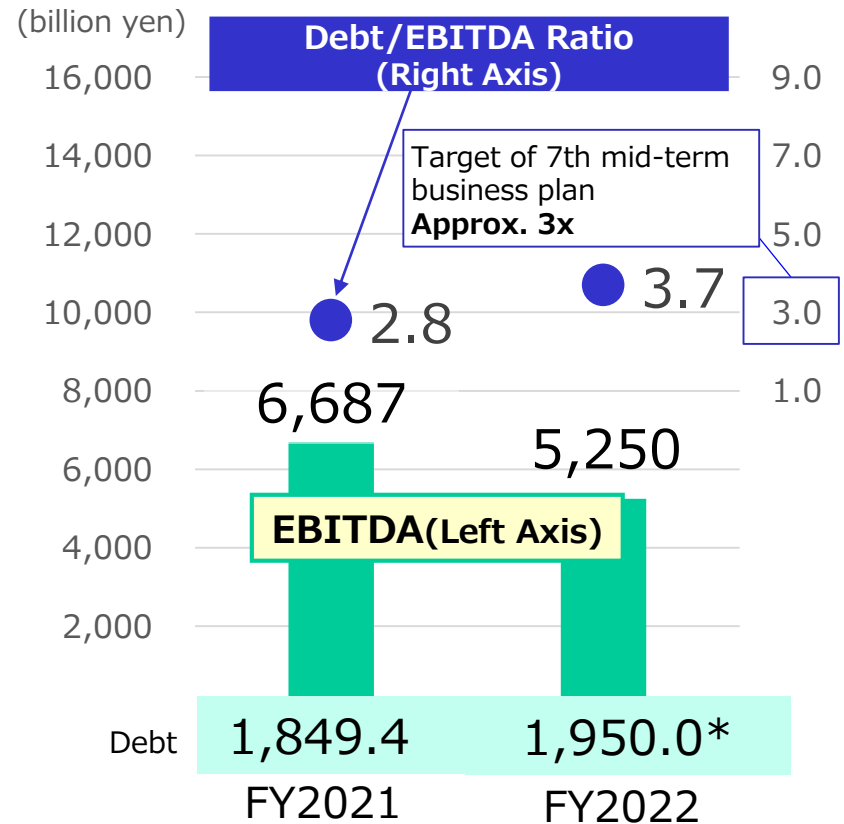 (billion yen)
Debt/EBITDA Ratio
(Right Axis)
16,000
9.0
Target of 7th mid-term
business plan
Approx. 3x
14,000
7.0
12,000
5.0
10,000
2.8
3.7
3.0
8,000
1.0
6,687
5,250
6,000
EBITDA(Left Axis)
4,000
2,000
Debt
1,849.4
1,950.0*
FY2021
FY2022